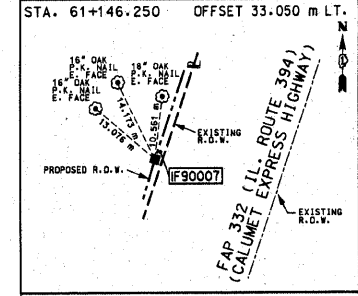 STA. 61+146.250 OFFSET 33.050 m LT.
16" OAK
P.K. NAIL
E. FACE
18" OAK
P.K. NAIL
E. FACE
16" OAK
P.K. NAIL
E. FACE
14.173 m
13.076 m
10.561 m
EXISTING
R.O.W.
PROPOSED R.O.W.
IF90007
FAP 332 (IL. ROUTE 394)
(CALUMET EXPRESS HIGHWAY)
EXISTING
R.O.W.
N